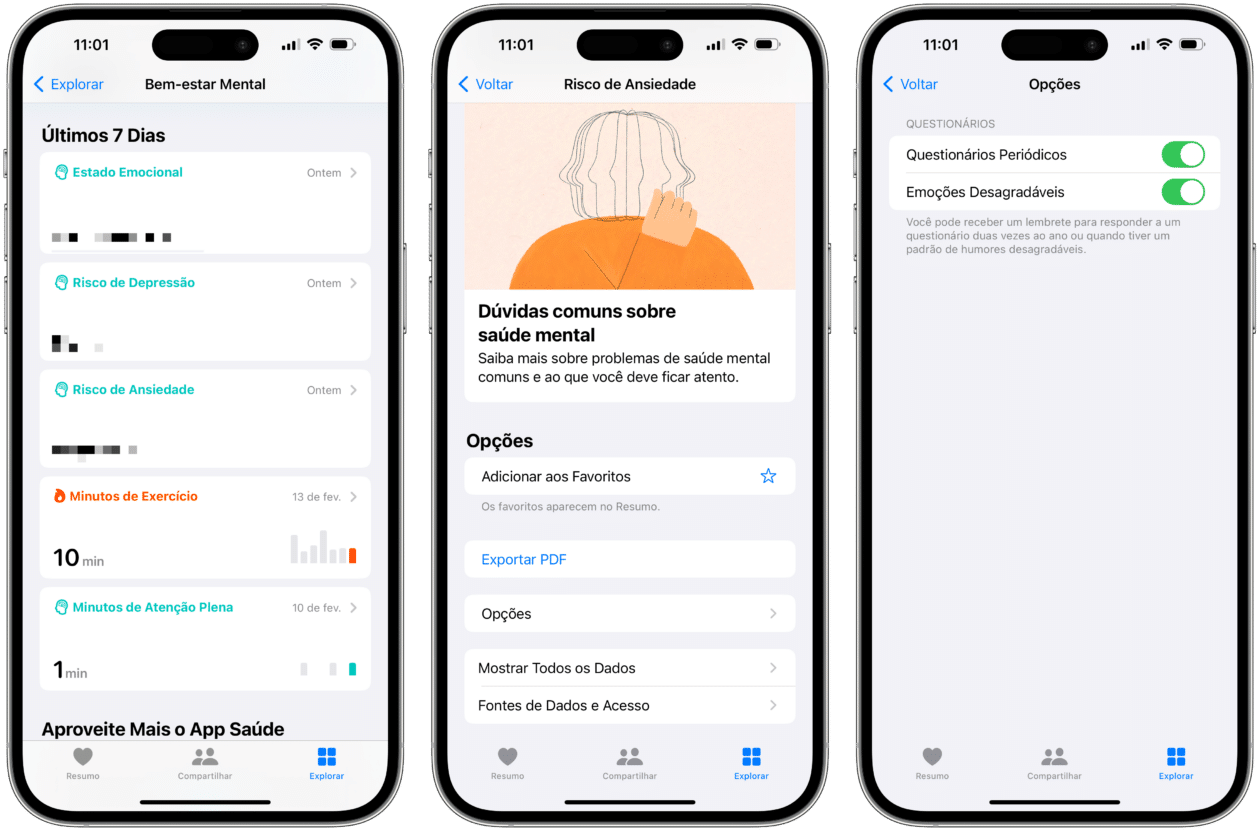 11:01
Explorar
Bem-estar Mental
Últimos 7 Dias
Estado Emocional
Ontem
Risco de Depressão
Ontem
Risco de Ansiedade
Ontem
Minutos de Exercício
13 de fev.
10 min
Minutos de Atenção Plena
10 de fev.
1 min
Aproveite Mais o App Saúde
Resumo
Compartilhar
Explorar
11:01
Voltar
Risco de Ansiedade
Dúvidas comuns sobre
saúde mental
Saiba mais sobre problemas de saúde mental
comuns e ao que você deve ficar atento.
Opções
Adicionar aos Favoritos
Os favoritos aparecem no Resumo.
Exportar PDF
Opções
Mostrar Todos os Dados
Fontes de Dados e Acesso
Resumo
Compartilhar
Explorar
11:01
Voltar
Opções
QUESTIONÁRIOS
Questionários Periódicos
Emoções Desagradáveis
Você pode receber um lembrete para responder a um
questionário duas vezes ao ano ou quando tiver um
padrão de humores desagradáveis.
Resumo
Compartilhar
Explorar